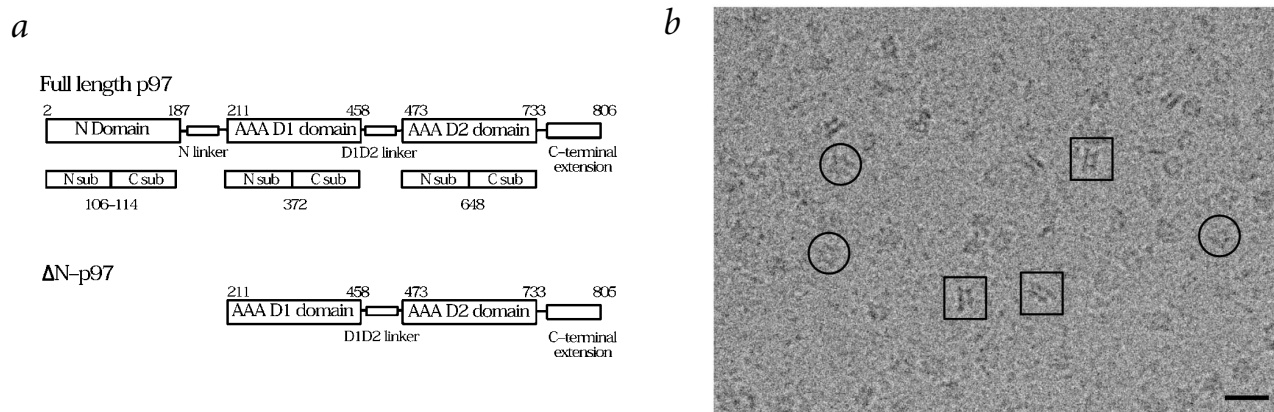 a
b
Full length p97
2 187 211 458 473 733 806
N Domain AAA D1 domain AAA D2 domain
N linker D1D2 linker C-terminal
extension
N sub C sub N sub C sub N sub C sub
106-114 372 648
ΔN-p97
211 458 473 733 805
AAA D1 domain AAA D2 domain
D1D2 linker C-terminal
extension